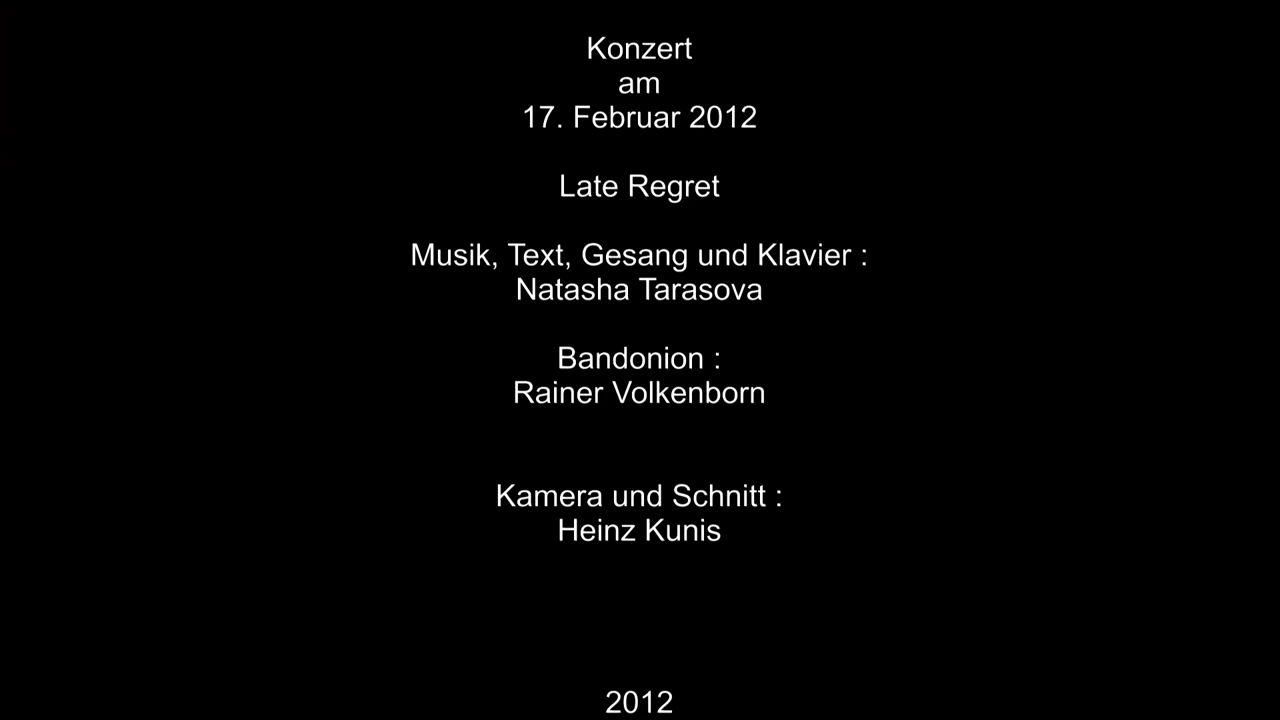 Konzert
am
17. Februar 2012
Late Regret
Musik, Text, Gesang und Klavier :
Natasha Tarasova
Bandonion :
Rainer Volkenborn
Kamera und Schnitt :
Heinz Kunis
2012